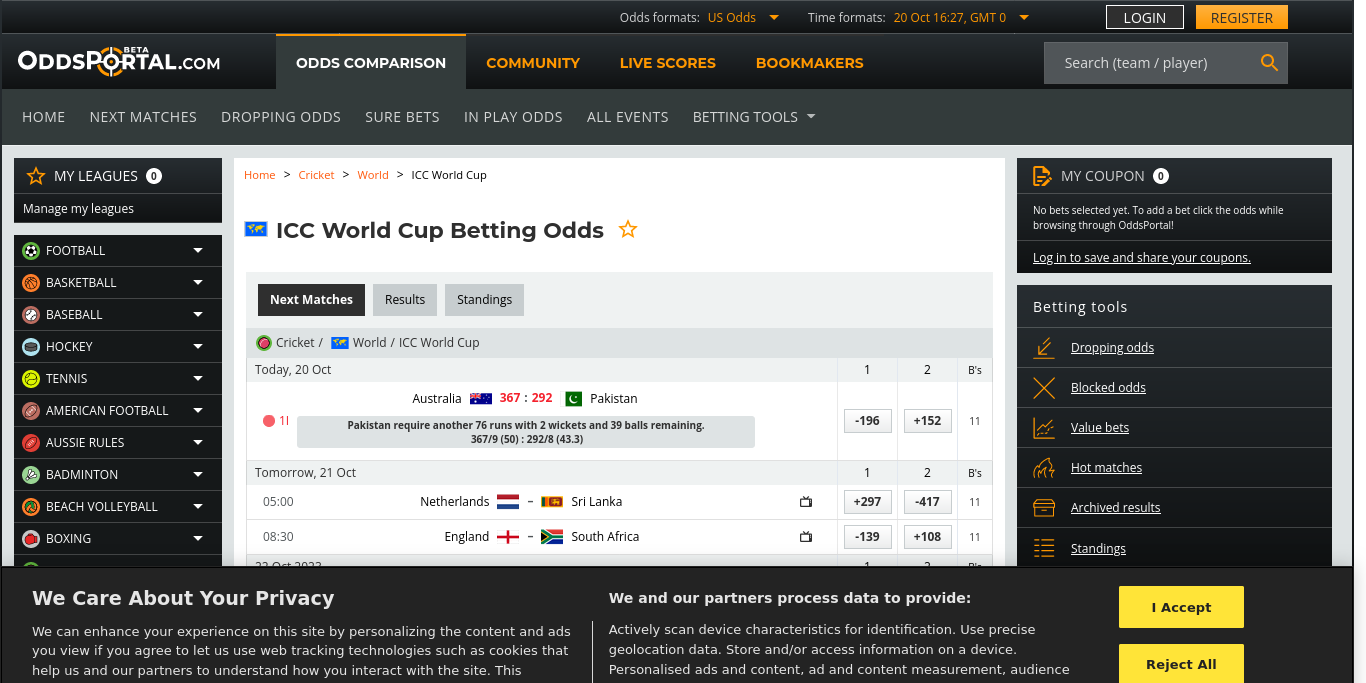 Odds formats: US Odds
Time formats: 20 Oct 16:27, GMT 0
LOGIN
REGISTER
ODDSPORTAL.COM
BETA
ODDS COMPARISON
COMMUNITY
LIVE SCORES
BOOKMAKERS
Search (team / player)
HOME
NEXT MATCHES
DROPPING ODDS
SURE BETS
IN PLAY ODDS
ALL EVENTS
BETTING TOOLS
MY LEAGUES 0
Manage my leagues
FOOTBALL
BASKETBALL
BASEBALL
HOCKEY
TENNIS
AMERICAN FOOTBALL
AUSSIE RULES
BADMINTON
BEACH VOLLEYBALL
BOXING
Home > Cricket > World > ICC World Cup
ICC World Cup Betting Odds
Next Matches
Results
Standings
Cricket / World / ICC World Cup
Today, 20 Oct 1 2 B's
Australia 367 : 292 Pakistan
1I
Pakistan require another 76 runs with 2 wickets and 39 balls remaining.
367/9 (50) : 292/8 (43.3)
-196 +152 11
Tomorrow, 21 Oct 1 2 B's
05:00 Netherlands – Sri Lanka +297 -417 11
08:30 England – South Africa -139 +108 11
22 Oct 2023 1 2 B's
MY COUPON 0
No bets selected yet. To add a bet click the odds while
browsing through OddsPortal!
Log in to save and share your coupons.
Betting tools
Dropping odds
Blocked odds
Value bets
Hot matches
Archived results
Standings
We Care About Your Privacy
We can enhance your experience on this site by personalizing the content and ads
you view if you agree to let us use web tracking technologies such as cookies that
help us and our partners to understand how you interact with the site. This
We and our partners process data to provide:
Actively scan device characteristics for identification. Use precise
geolocation data. Store and/or access information on a device.
Personalised ads and content, ad and content measurement, audience
I Accept
Reject All